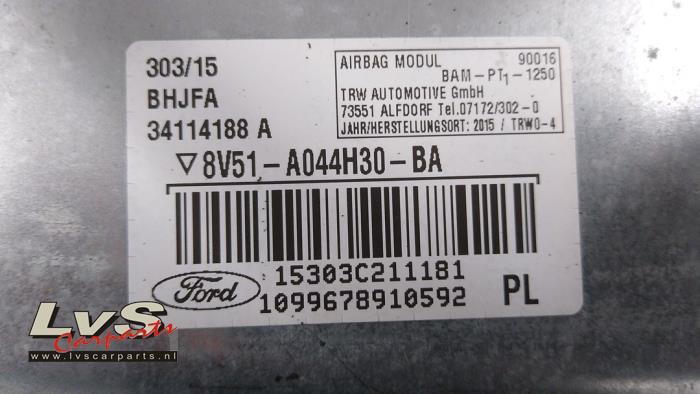 303/15
BHJFA
34114188 A
AIRBAG MODUL 90016
BAM-PT1-1250
TRW AUTOMOTIVE GmbH
73551 ALFDORF Tel.07172/302-0
JAHR/HERSTELLUNGSORT: 2015 / TRWO-4
▽8V51-A044H30-BA
15303C211181
1099678910592
PL
Ford
LvS
Carparts
www.lvscarparts.nl